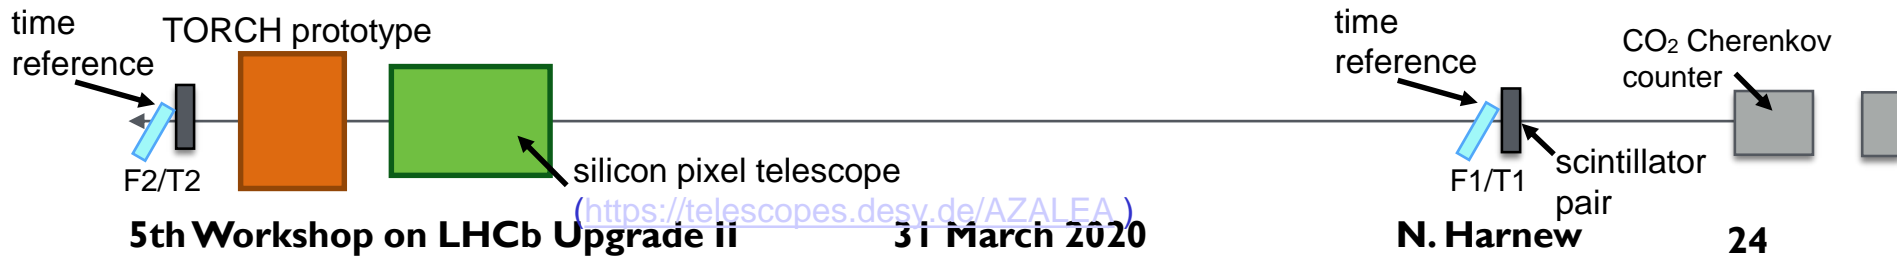 time
reference
TORCH prototype
time
reference
CO₂ Cherenkov
counter
F2/T2
silicon pixel telescope
(https://telescopes.desy.de/AZALEA )
F1/T1
scintillator
pair
5th Workshop on LHCb Upgrade II
31 March 2020
N. Harnew
24